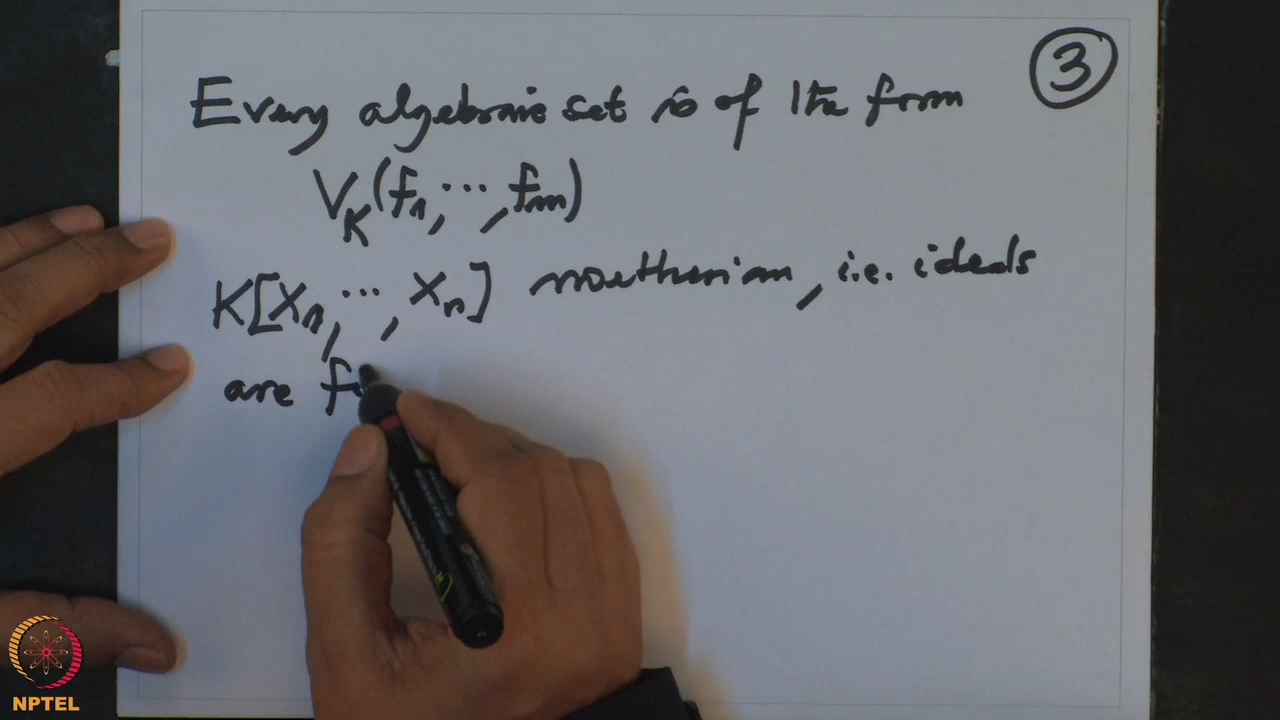 3
Every algebraic set is of the form
V_K(f_1, ..., f_m)
K[X_1, ..., X_n] noetherian, i.e. ideals
are f
NPTEL